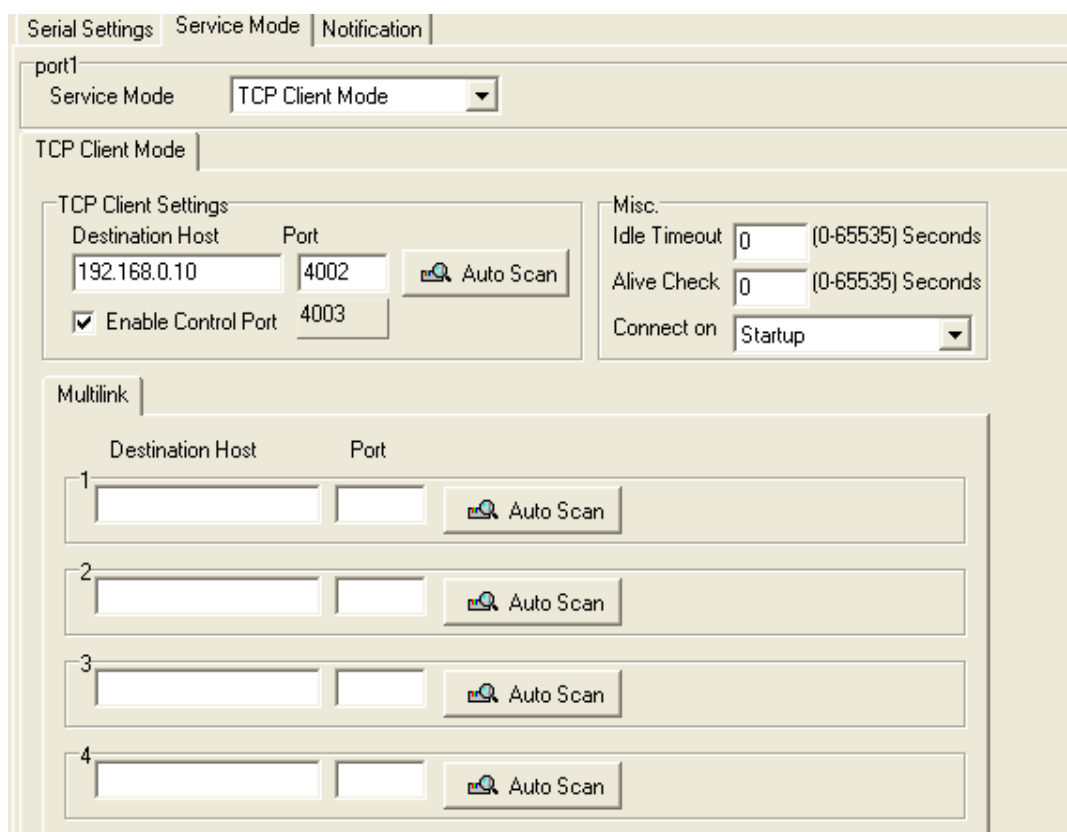 Serial Settings Service Mode Notification
port1
Service Mode TCP Client Mode
TCP Client Mode
TCP Client Settings
Destination Host Port
192.168.0.10 4002 Auto Scan
Enable Control Port 4003
Misc.
Idle Timeout 0 (0-65535) Seconds
Alive Check 0 (0-65535) Seconds
Connect on Startup
Multilink
Destination Host Port
1
Auto Scan
2
Auto Scan
3
Auto Scan
4
Auto Scan